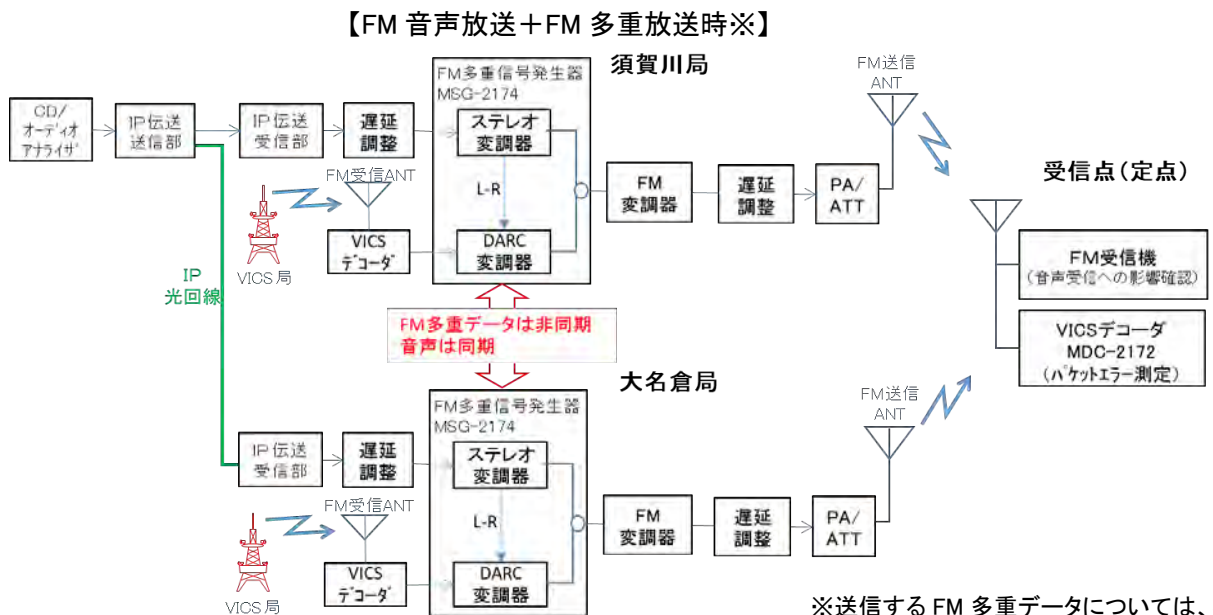 【FM 音声放送＋FM 多重放送時※】
須賀川局
FM送信
ANT
FM多重信号発生器
MSG-2174
CD/
オーディオ
アナライザ
IP伝送
送信部
IP伝送
受信部
遅延
調整
ステレオ
変調器
L-R
DARC
変調器
FM受信ANT
VICS
デコーダ
VICS局
FM
変調器
遅延
調整
PA/
ATT
受信点(定点)
FM受信機
(音声受信への影響確認)
VICSデコーダ
MDC-2172
(パケットエラー測定)
IP
光回線
FM多重データは非同期
音声は同期
大名倉局
FM送信
ANT
FM多重信号発生器
MSG-2174
IP伝送
受信部
遅延
調整
ステレオ
変調器
L-R
DARC
変調器
FM受信ANT
VICS
デコーダ
VICS局
FM
変調器
遅延
調整
PA/
ATT
※送信する FM 多重データについては、